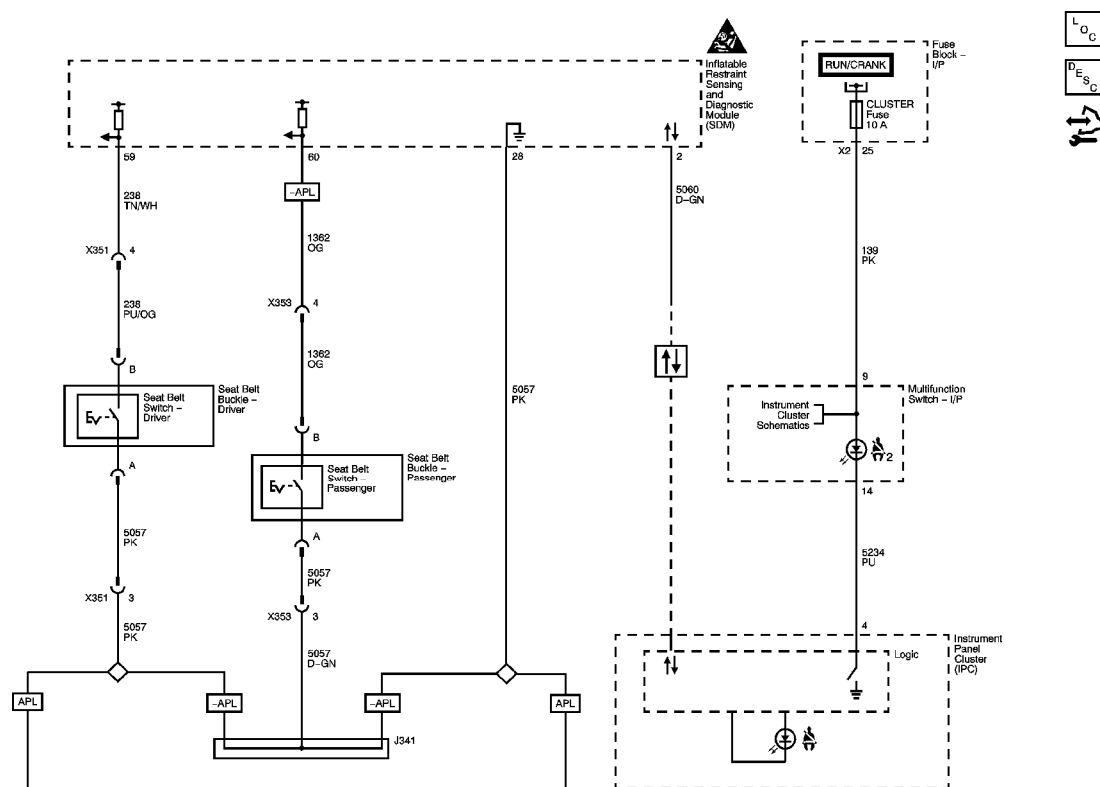 Inflatable
Restraint
Sensing
and
Diagnostic
Module
(SDM)
Fuse
Block –
I/P
RUN/CRANK
CLUSTER
Fuse
10 A
L
O
C
D
E
S
C
59
60
28
2
X2
25
238
TN/WH
–APL
5060
D–GN
X351
4
1362
OG
139
PK
238
PU/OG
X353
4
1362
OG
B
5057
PK
9
Seat Belt
Switch –
Driver
Seat Belt
Buckle –
Driver
Instrument
Cluster
Schematics
Multifunction
Switch – I/P
B
2
A
Seat Belt
Switch –
Passenger
Seat Belt
Buckle –
Passenger
14
5057
PK
A
5234
PU
5057
PK
X351
3
X353
3
5057
PK
4
5057
D–GN
Instrument
Panel
Cluster
(IPC)
Logic
APL
–APL
–APL
APL
J341